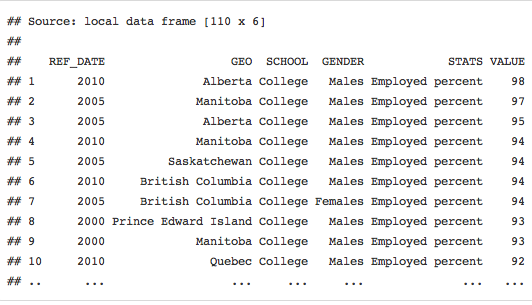 ## Source: local data frame [110 x 6]
##
##    REF_DATE                  GEO  SCHOOL  GENDER            STATS VALUE
## 1      2010              Alberta College   Males Employed percent    98
## 2      2005             Manitoba College   Males Employed percent    97
## 3      2005              Alberta College   Males Employed percent    95
## 4      2010             Manitoba College   Males Employed percent    94
## 5      2005         Saskatchewan College   Males Employed percent    94
## 6      2010     British Columbia College   Males Employed percent    94
## 7      2005     British Columbia College Females Employed percent    94
## 8      2000 Prince Edward Island College   Males Employed percent    93
## 9      2000             Manitoba College   Males Employed percent    93
## 10     2010               Quebec College   Males Employed percent    92
## ..      ...                  ...     ...     ...              ...   ...